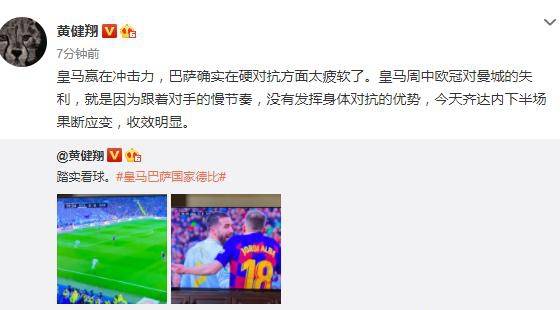 黄健翔
7分钟前
皇马赢在冲击力，巴萨确实在硬对抗方面太疲软了。皇马周中欧冠对曼城的失
利，就是因为跟着对手的慢节奏，没有发挥身体对抗的优势，今天齐达内下半场
果断应变，收效明显。
@黄健翔
踏实看球。#皇马巴萨国家德比#
JORDI ALBA
18